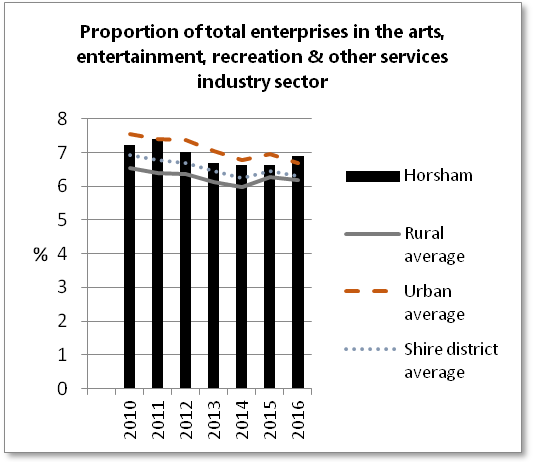 Proportion of total enterprises in the arts,
entertainment, recreation & other services
industry sector
8
7
6
5
% 4
3
2
1
0
2010 2011 2012 2013 2014 2015 2016
Horsham
Rural
average
Urban
average
Shire district
average